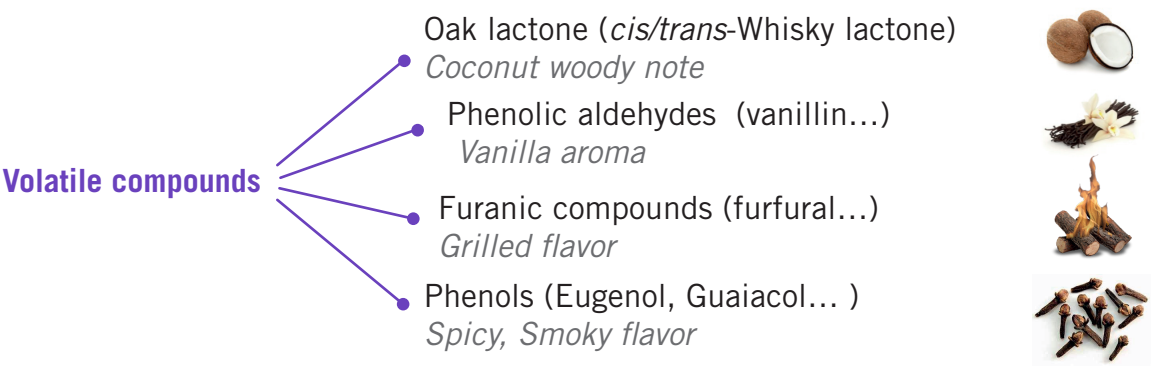 Oak lactone (cis/trans-Whisky lactone)
Coconut woody note
Phenolic aldehydes (vanillin…)
Vanilla aroma
Volatile compounds
Furanic compounds (furfural…)
Grilled flavor
Phenols (Eugenol, Guaiacol… )
Spicy, Smoky flavor